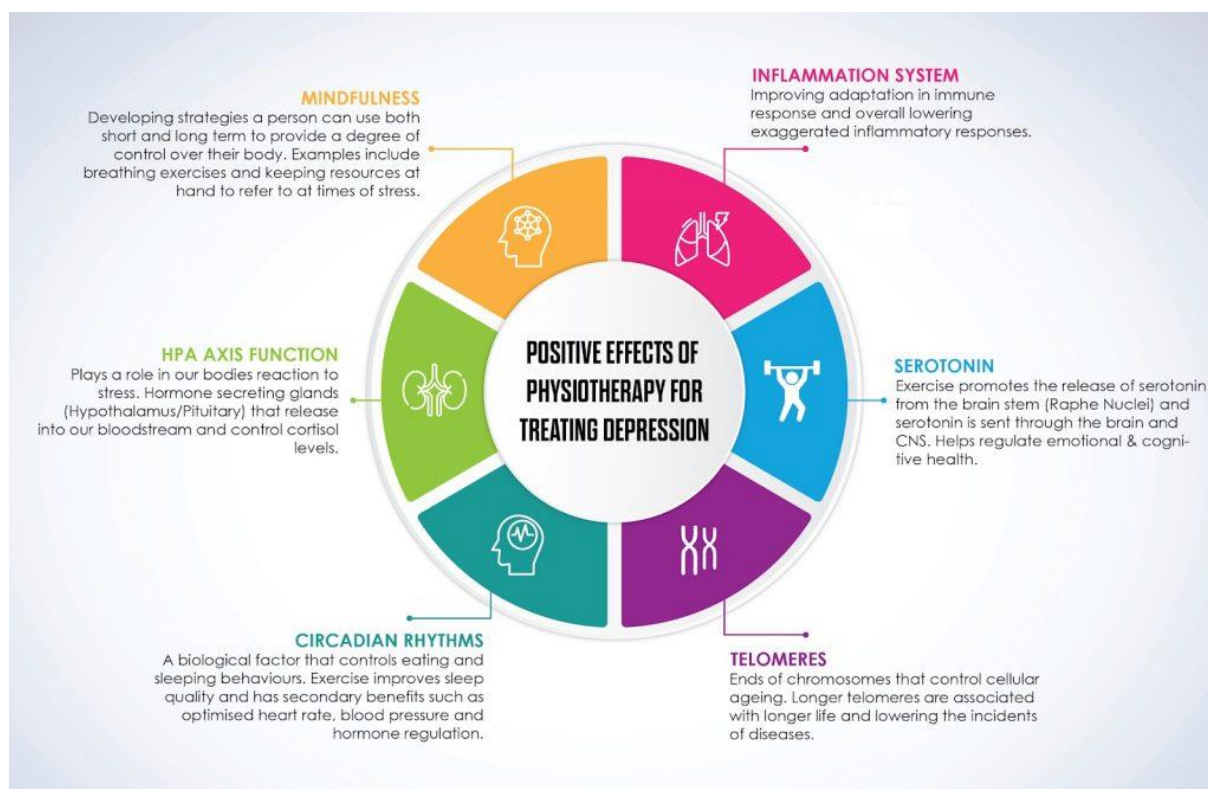 MINDFULNESS
Developing strategies a person can use both
short and long term to provide a degree of
control over their body. Examples include
breathing exercises and keeping resources at
hand to refer to at times of stress.
INFLAMMATION SYSTEM
Improving adaptation in immune
response and overall lowering
exaggerated inflammatory responses.
HPA AXIS FUNCTION
Plays a role in our bodies reaction to
stress. Hormone secreting glands
(Hypothalamus/Pituitary) that release
into our bloodstream and control cortisol
levels.
POSITIVE EFFECTS OF
PHYSIOTHERAPY FOR
TREATING DEPRESSION
SEROTONIN
Exercise promotes the release of serotonin
from the brain stem (Raphe Nuclei) and
serotonin is sent through the brain and
CNS. Helps regulate emotional & cogni-
tive health.
CIRCADIAN RHYTHMS
A biological factor that controls eating and
sleeping behaviours. Exercise improves sleep
quality and has secondary benefits such as
optimised heart rate, blood pressure and
hormone regulation.
TELOMERES
Ends of chromosomes that control cellular
ageing. Longer telomeres are associated
with longer life and lowering the incidents
of diseases.